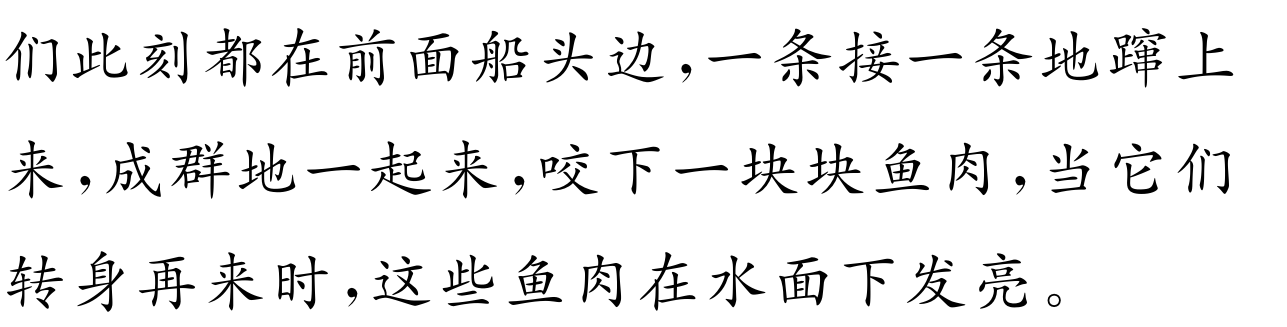 们此刻都在前面船头边,一条接一条地蹿上
来,成群地一起来,咬下一块块鱼肉,当它们
转身再来时,这些鱼肉在水面下发亮。